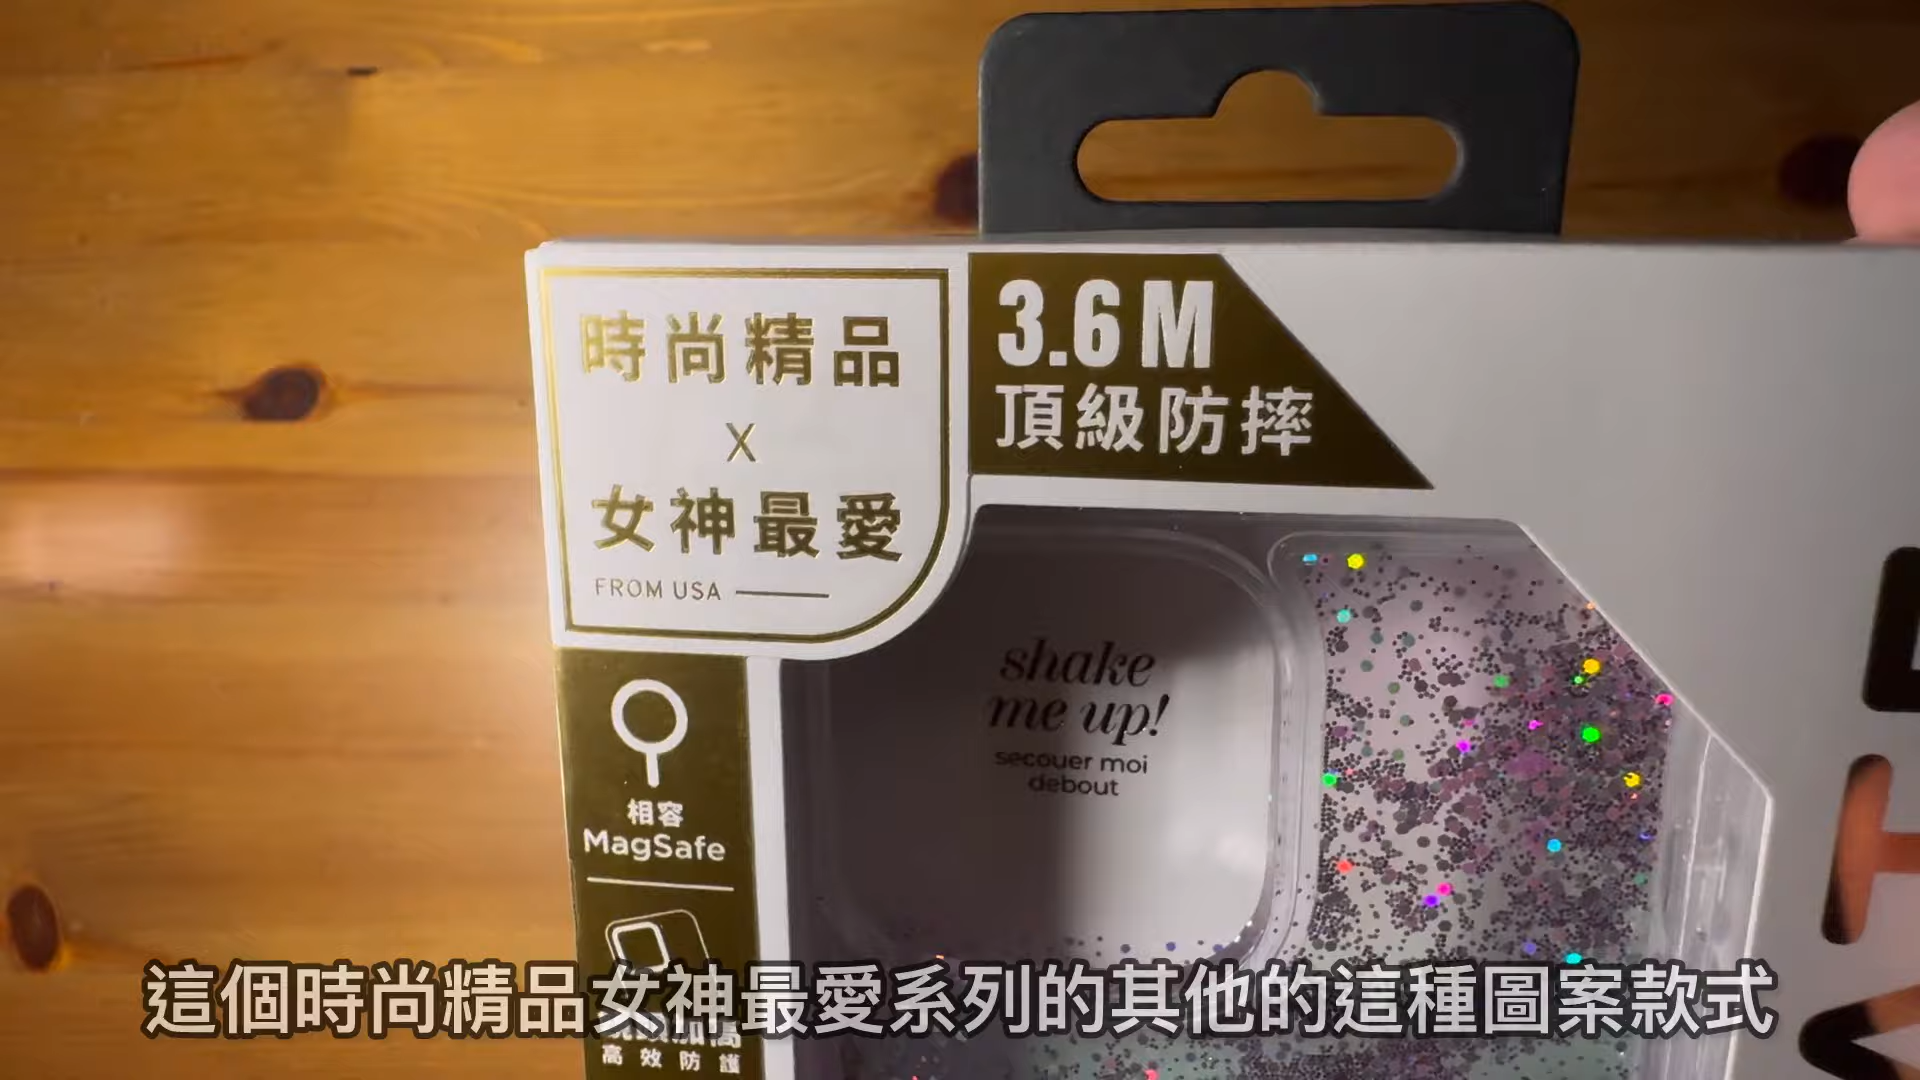 時尚精品
X
女神最愛
FROM USA
3.6 M
頂級防摔
shake
me up!
secouer moi
debout
相容
MagSafe
高效防護
這個時尚精品女神最愛系列的其他的這種圖案款式